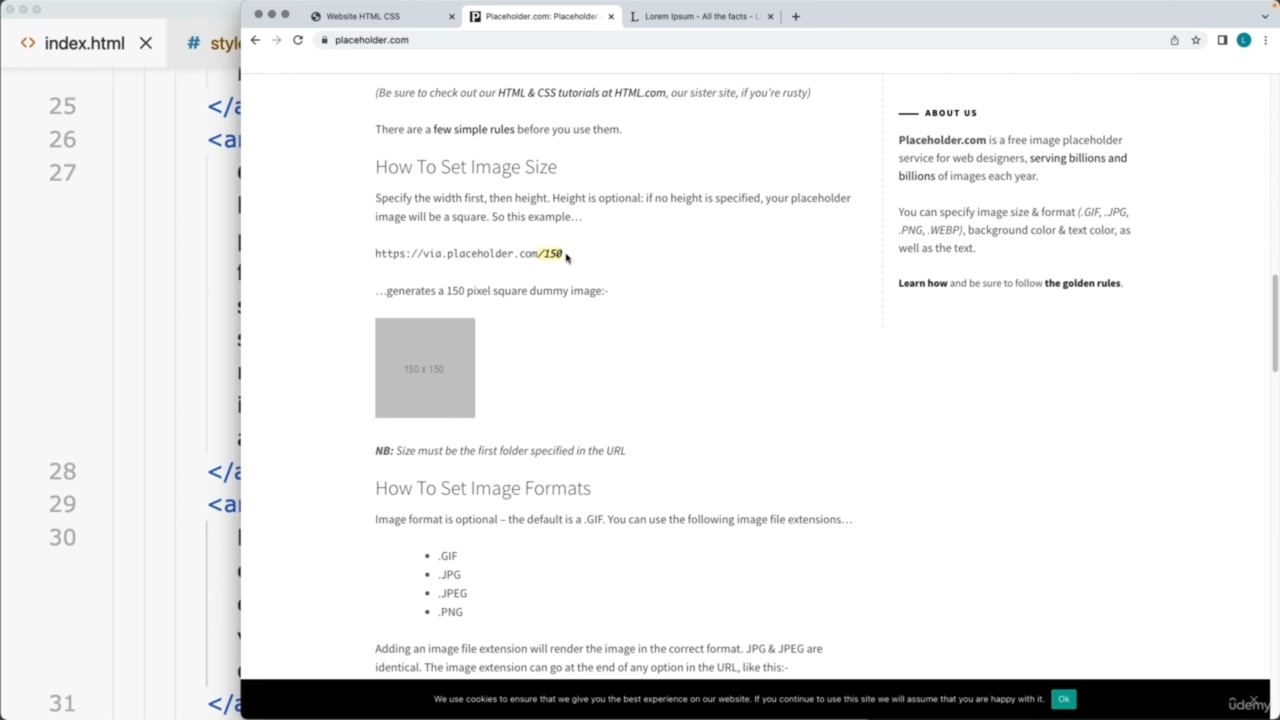 Website HTML CSS
Placeholder.com: Placeholder
Lorem Ipsum - All the facts - Li
placeholder.com
index.html
# style
25
</a
26
<ar
27
28
</a
29
<ar
30
31
</a
(Be sure to check out our HTML & CSS tutorials at HTML.com, our sister site, if you're rusty)
There are a few simple rules before you use them.
How To Set Image Size
Specify the width first, then height. Height is optional: if no height is specified, your placeholder
image will be a square. So this example…
https://via.placeholder.com/150
…generates a 150 pixel square dummy image:-
150 x 150
NB: Size must be the first folder specified in the URL
How To Set Image Formats
Image format is optional – the default is a .GIF. You can use the following image file extensions…
• .GIF
• .JPG
• .JPEG
• .PNG
Adding an image file extension will render the image in the correct format. JPG & JPEG are
identical. The image extension can go at the end of any option in the URL, like this:-
ABOUT US
Placeholder.com is a free image placeholder
service for web designers, serving billions and
billions of images each year.
You can specify image size & format (.GIF, .JPG,
.PNG, .WEBP), background color & text color, as
well as the text.
Learn how and be sure to follow the golden rules.
We use cookies to ensure that we give you the best experience on our website. If you continue to use this site we will assume that you are happy with it.
Ok
L
udemy